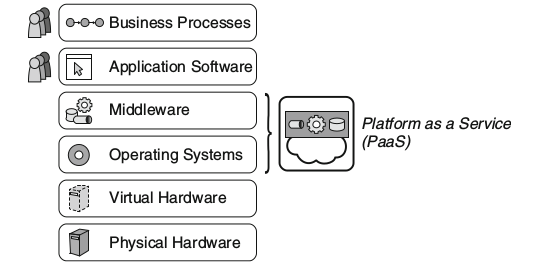 Business Processes
Application Software
Middleware
Operating Systems
Virtual Hardware
Physical Hardware
Platform as a Service
(PaaS)